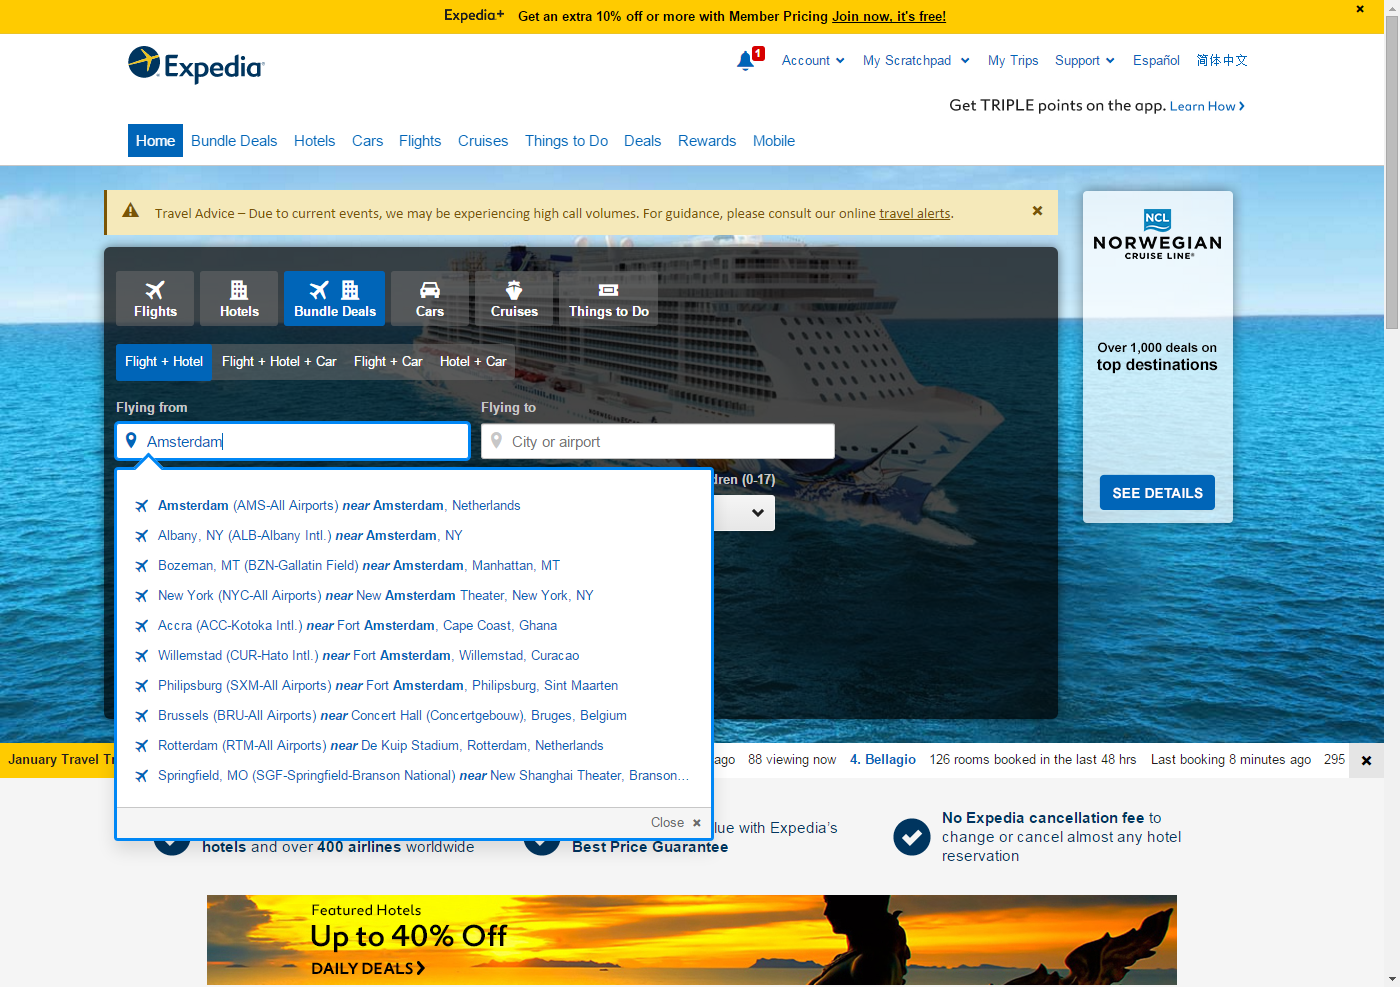 Expedia+ Get an extra 10% off or more with Member Pricing Join now, it's free!
Expedia
1
Account My Scratchpad My Trips Support Español 简体中文
Get TRIPLE points on the app. Learn How
Home Bundle Deals Hotels Cars Flights Cruises Things to Do Deals Rewards Mobile
Travel Advice – Due to current events, we may be experiencing high call volumes. For guidance, please consult our online travel alerts.
NCL
NORWEGIAN
CRUISE LINE®
Over 1,000 deals on
top destinations
SEE DETAILS
Flights Hotels Bundle Deals Cars Cruises Things to Do
Flight + Hotel Flight + Hotel + Car Flight + Car Hotel + Car
Flying from Flying to
Amsterdam City or airport
dren (0-17)
Amsterdam (AMS-All Airports) near Amsterdam, Netherlands
Albany, NY (ALB-Albany Intl.) near Amsterdam, NY
Bozeman, MT (BZN-Gallatin Field) near Amsterdam, Manhattan, MT
New York (NYC-All Airports) near New Amsterdam Theater, New York, NY
Accra (ACC-Kotoka Intl.) near Fort Amsterdam, Cape Coast, Ghana
Willemstad (CUR-Hato Intl.) near Fort Amsterdam, Willemstad, Curacao
Philipsburg (SXM-All Airports) near Fort Amsterdam, Philipsburg, Sint Maarten
Brussels (BRU-All Airports) near Concert Hall (Concertgebouw), Bruges, Belgium
Rotterdam (RTM-All Airports) near De Kuip Stadium, Rotterdam, Netherlands
Springfield, MO (SGF-Springfield-Branson National) near New Shanghai Theater, Branson...
Close
January Travel Tr ago 88 viewing now 4. Bellagio 126 rooms booked in the last 48 hrs Last booking 8 minutes ago 295
hotels and over 400 airlines worldwide
lue with Expedia's
Best Price Guarantee
No Expedia cancellation fee to
change or cancel almost any hotel
reservation
Featured Hotels
Up to 40% Off
DAILY DEALS